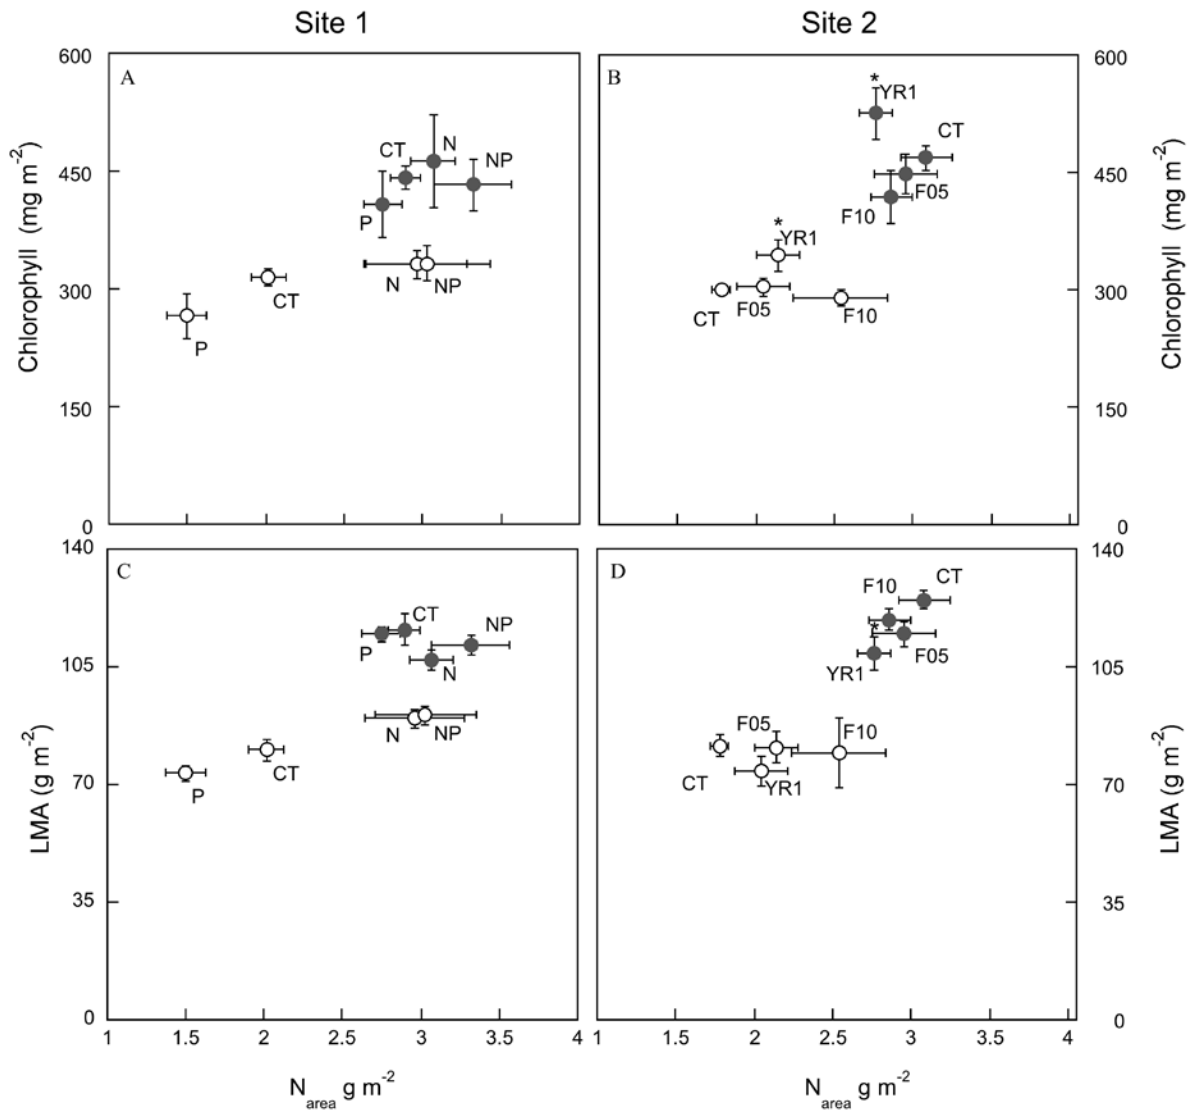 Site 1
Site 2
600
A
450
300
150
0
Chlorophyll (mg m-2)
CT
N
NP
P
N
NP
CT
P
B
600
450
300
150
0
Chlorophyll (mg m-2)
*
YR1
CT
F05
F10
*
YR1
CT
F05
F10
140
C
105
70
35
0
LMA (g m-2)
CT
NP
P
N
N
NP
CT
P
1
1.5
2
2.5
3
3.5
4
Narea g m-2
D
140
105
70
35
0
LMA (g m-2)
F10
CT
*
F05
YR1
F05
F10
CT
YR1
1
2
2.5
3
3.5
4
Narea g m-2